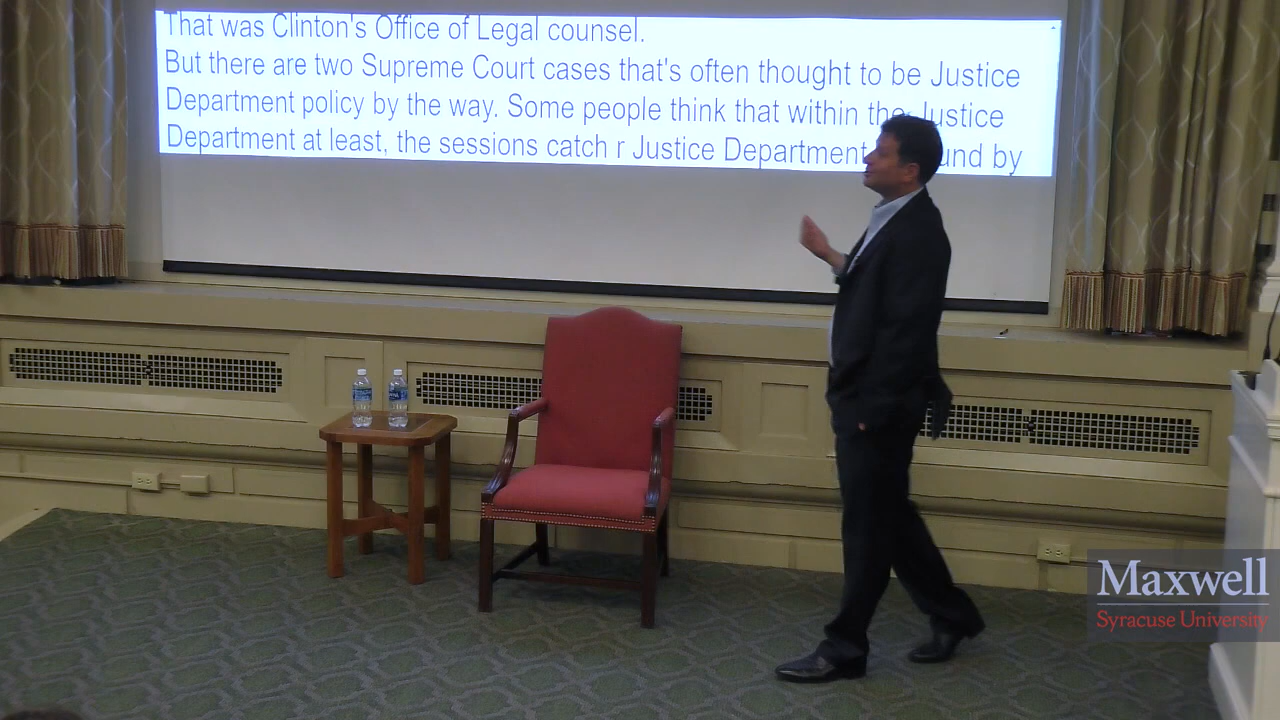 That was Clinton's Office of Legal counsel.
But there are two Supreme Court cases that's often thought to be Justice
Department policy by the way. Some people think that within the Justice
Department at least, the sessions catch r Justice Department by
Maxwell
Syracuse University